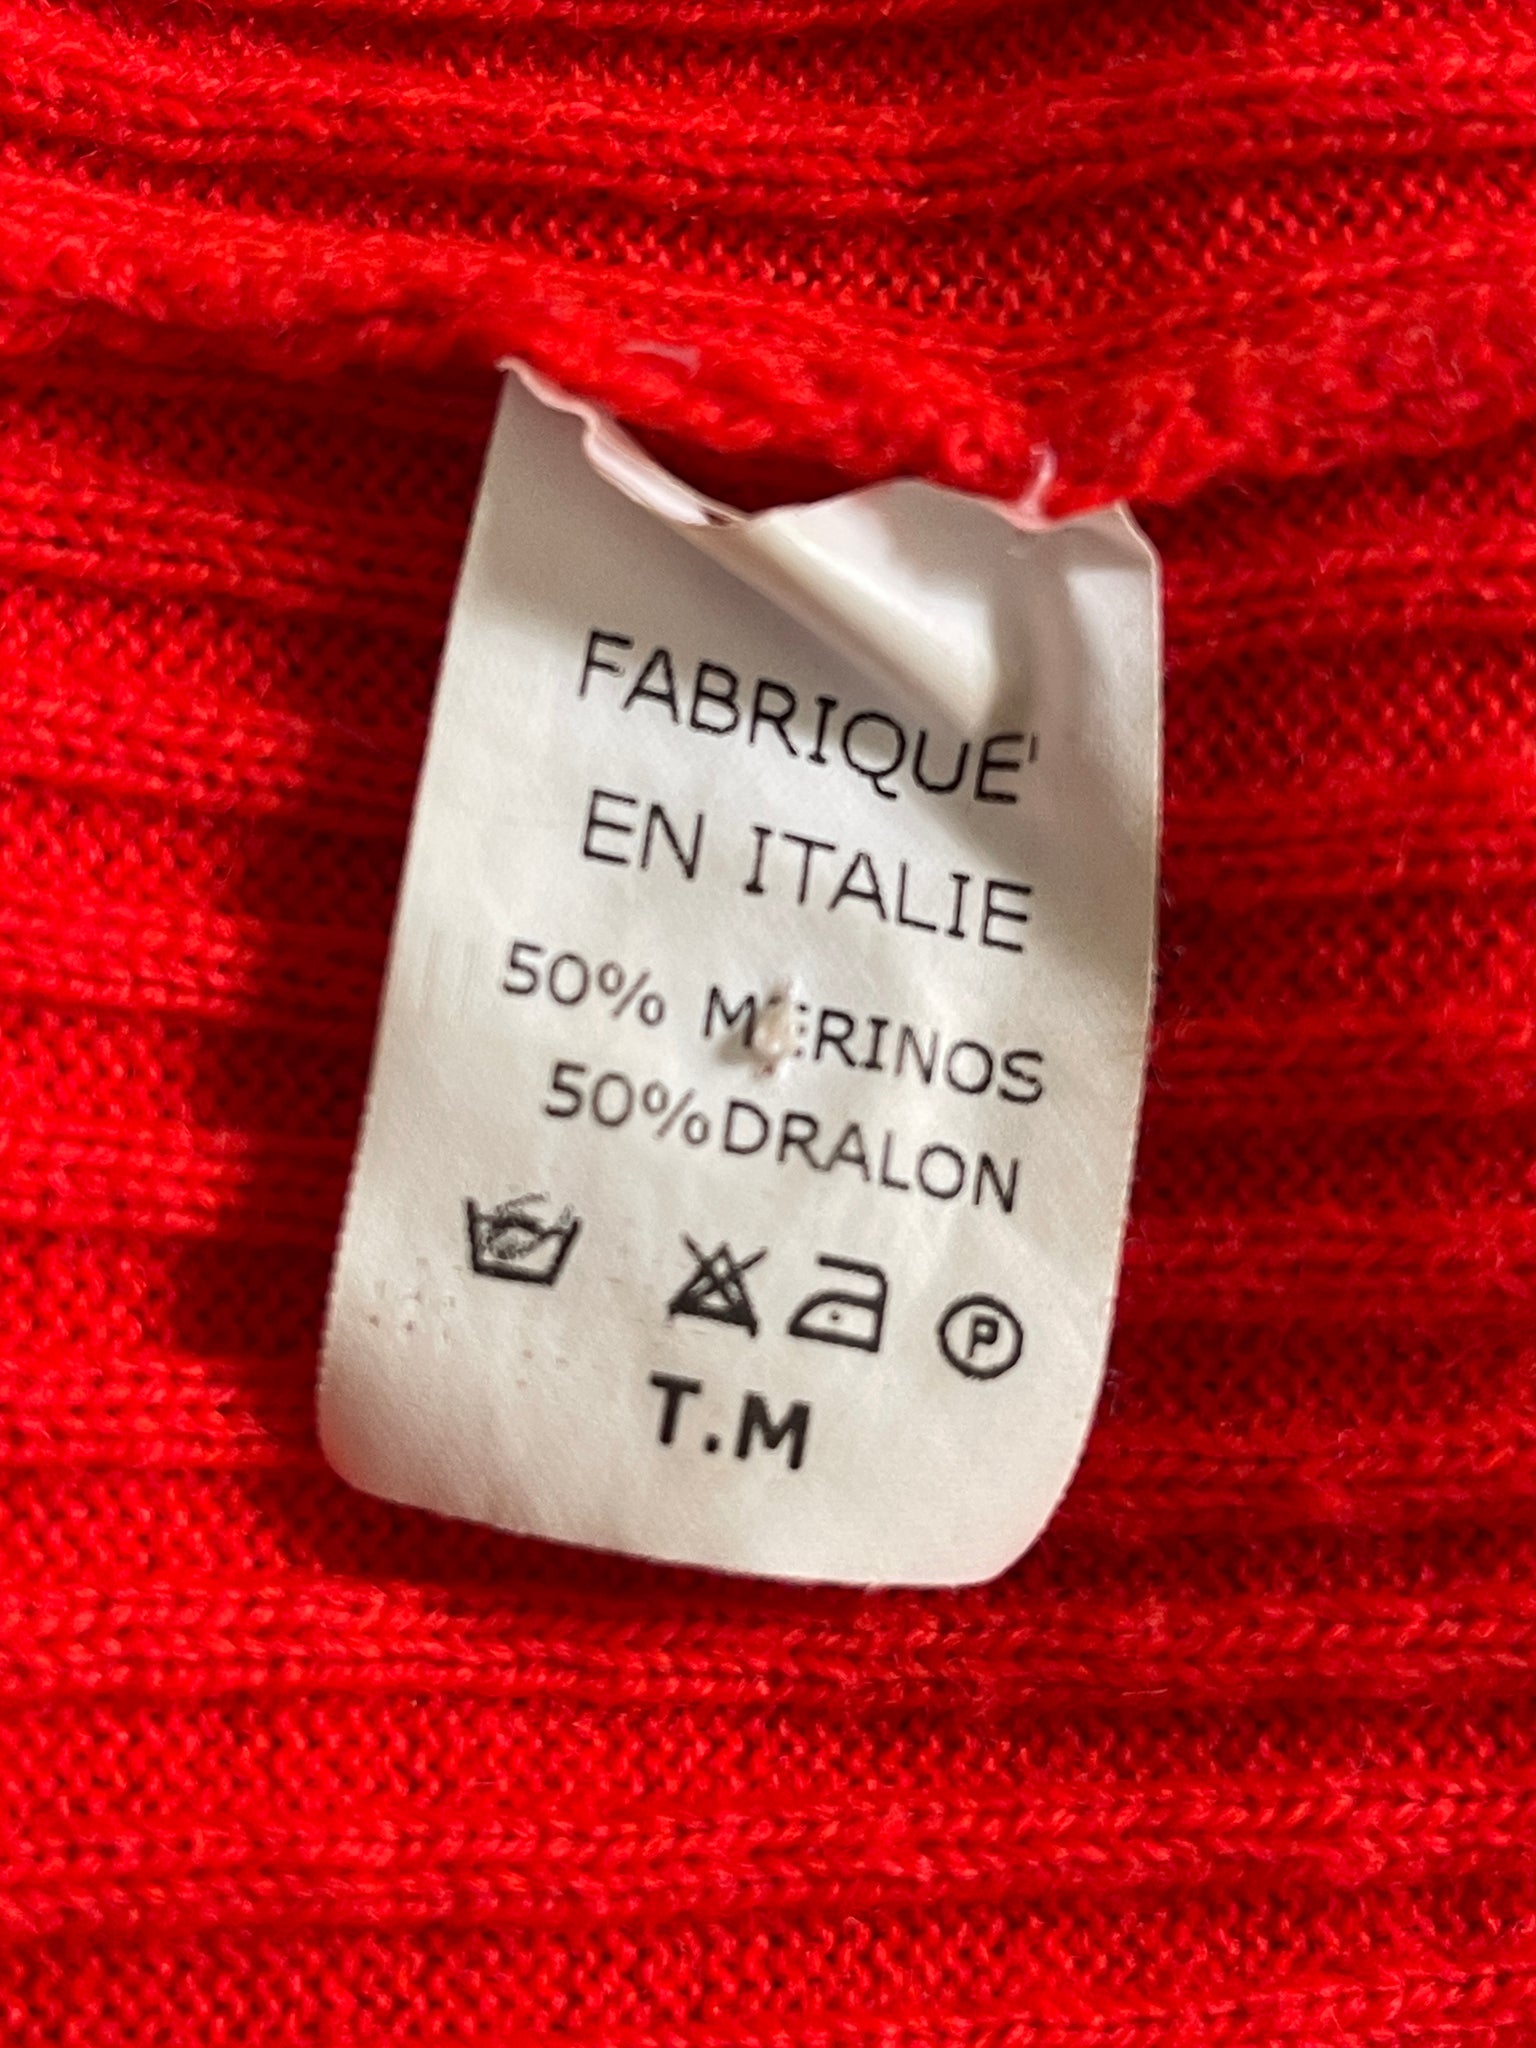 FABRIQUE'
EN ITALIE
50% MERINOS
50%DRALON
P
T.M